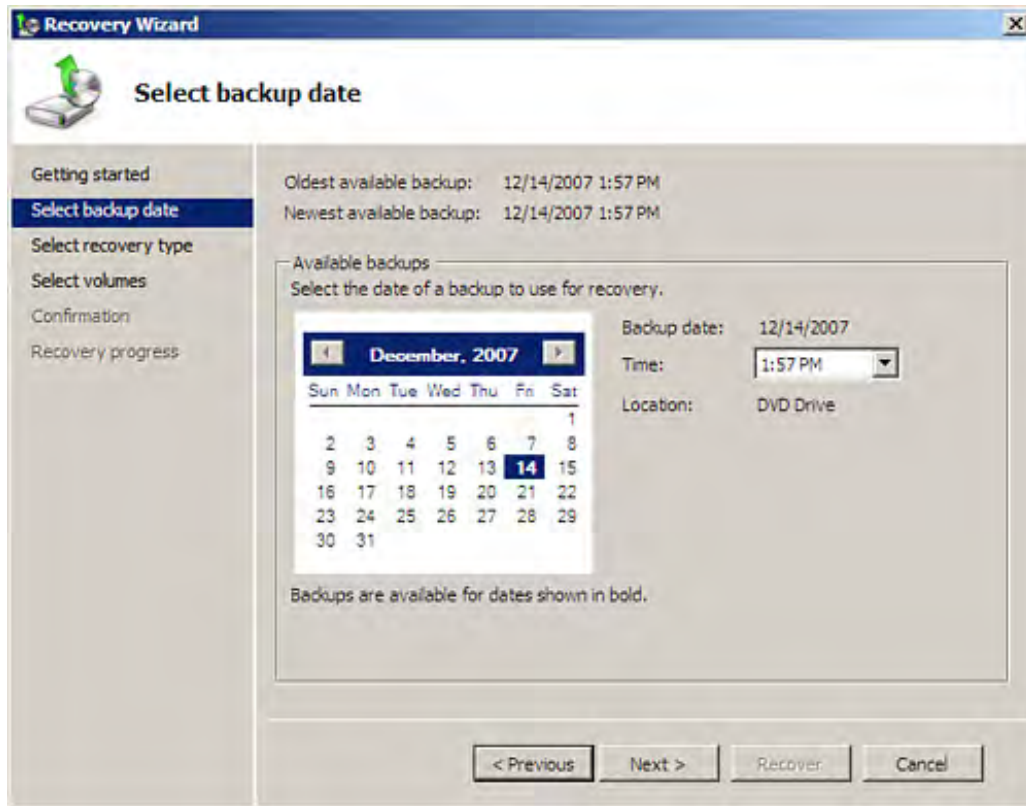 Recovery Wizard
Select backup date
Getting started
Select backup date
Select recovery type
Select volumes
Confirmation
Recovery progress
Oldest available backup: 12/14/2007 1:57 PM
Newest available backup: 12/14/2007 1:57 PM
Available backups
Select the date of a backup to use for recovery.
December, 2007
Sun Mon Tue Wed Thu Fri Sat
1
2 3 4 5 6 7 8
9 10 11 12 13 14 15
16 17 18 19 20 21 22
23 24 25 26 27 28 29
30 31
Backups are available for dates shown in bold.
Backup date: 12/14/2007
Time: 1:57 PM
Location: DVD Drive
< Previous Next > Recover Cancel